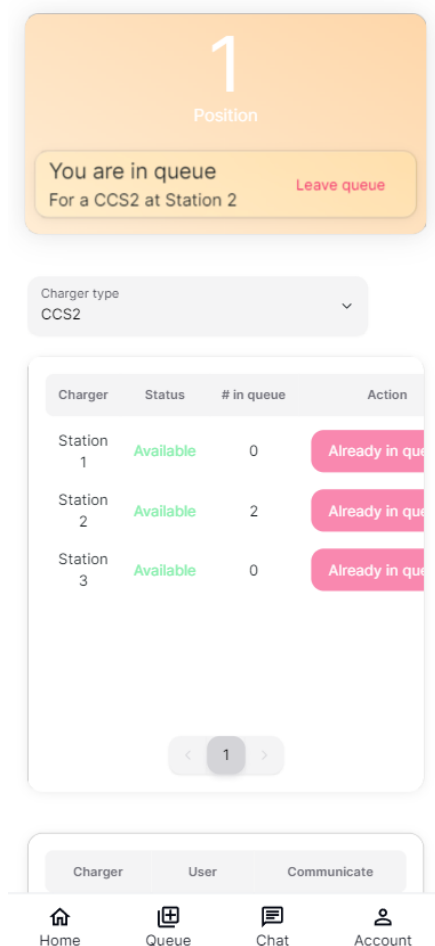 1
Position
You are in queue
For a CCS2 at Station 2
Leave queue
Charger type
CCS2
Charger Status # in queue Action
Station 1 Available 0 Already in que
Station 2 Available 2 Already in que
Station 3 Available 0 Already in que
1
Charger User Communicate
Home Queue Chat Account